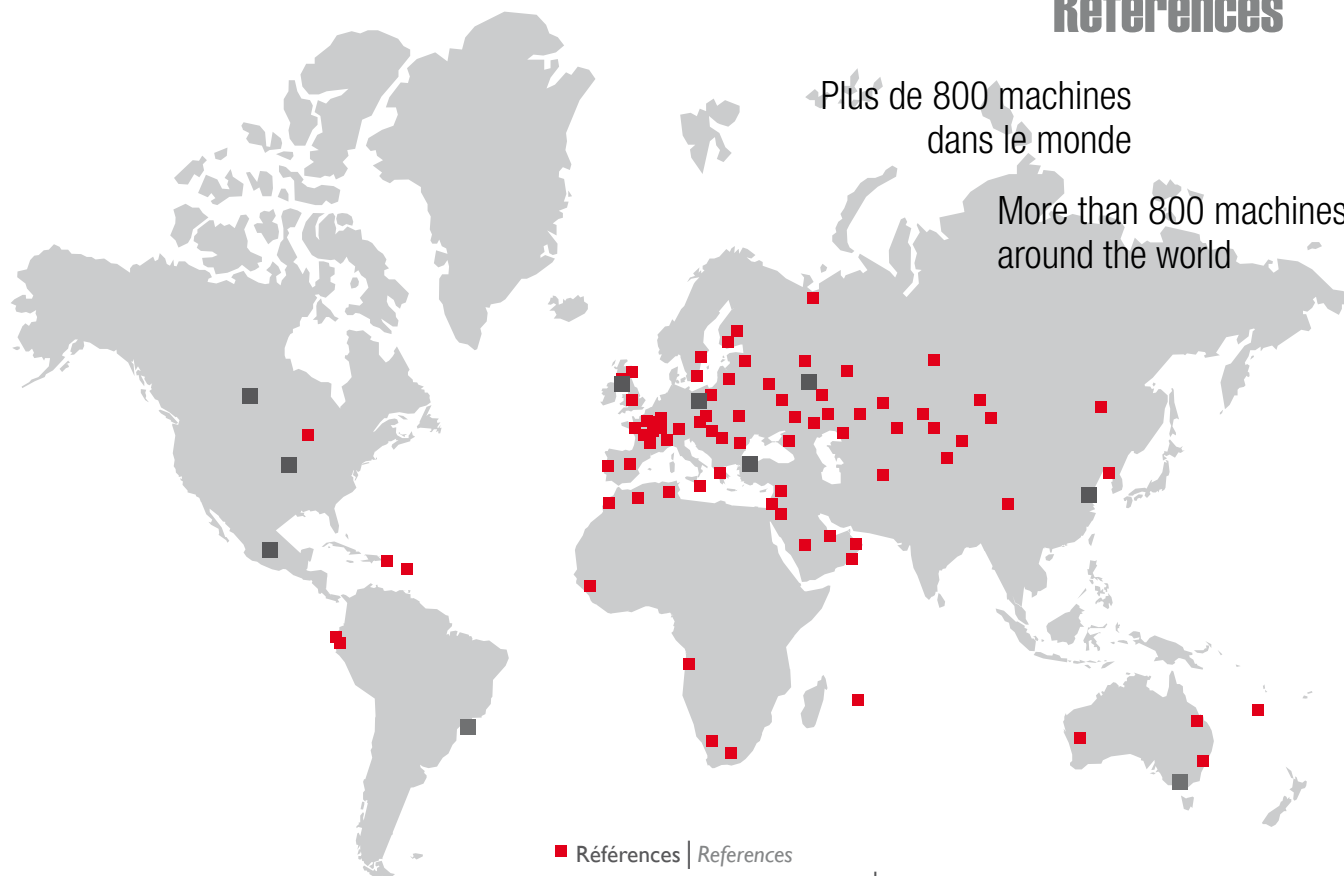 References
Plus de 800 machines
dans le monde
More than 800 machines
around the world
Références | References